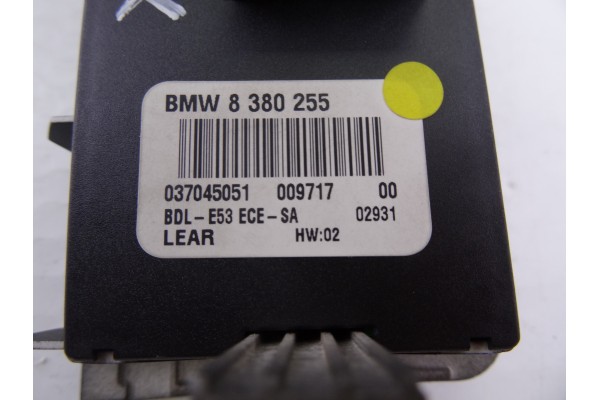 BMW 8 380 255
037045051 009717 00
BDL-E53 ECE-SA 02931
LEAR HW:02